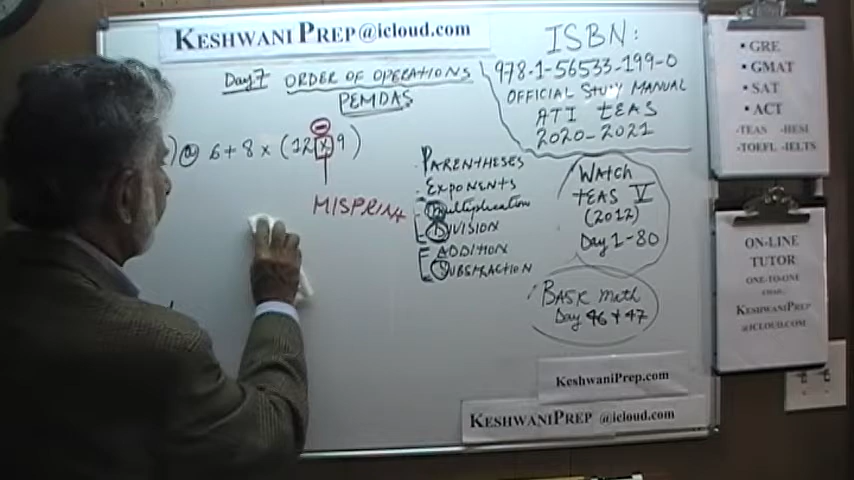 KESHWANI PREP@icloud.com
Day 7 ORDER OF OPERATIONS
PEMDAS
) a 6 + 8 × (12 × 9)
−
MISPRINT
PARENTHESES
EXPONENTS
Multiplication
DIVISION
ADDITION
SUBSTRACTION
ISBN:
978-1-56533-199-0
OFFICIAL STUDY MANUAL
ATI TEAS
2020-2021
WATCH
TEAS V
(2012)
Day 1-80
BASIC Math
Day 46 + 47
KESHWANIPREP.COM
KESHWANIPREP@icloud.com
• GRE
• GMAT
• SAT
• ACT
-TEAS -HESI
-TOEFL -IELTS
ON-LINE
TUTOR
ONE-TO-ONE
EMAIL:
KESHWANIPREP
@ICLOUD.COM